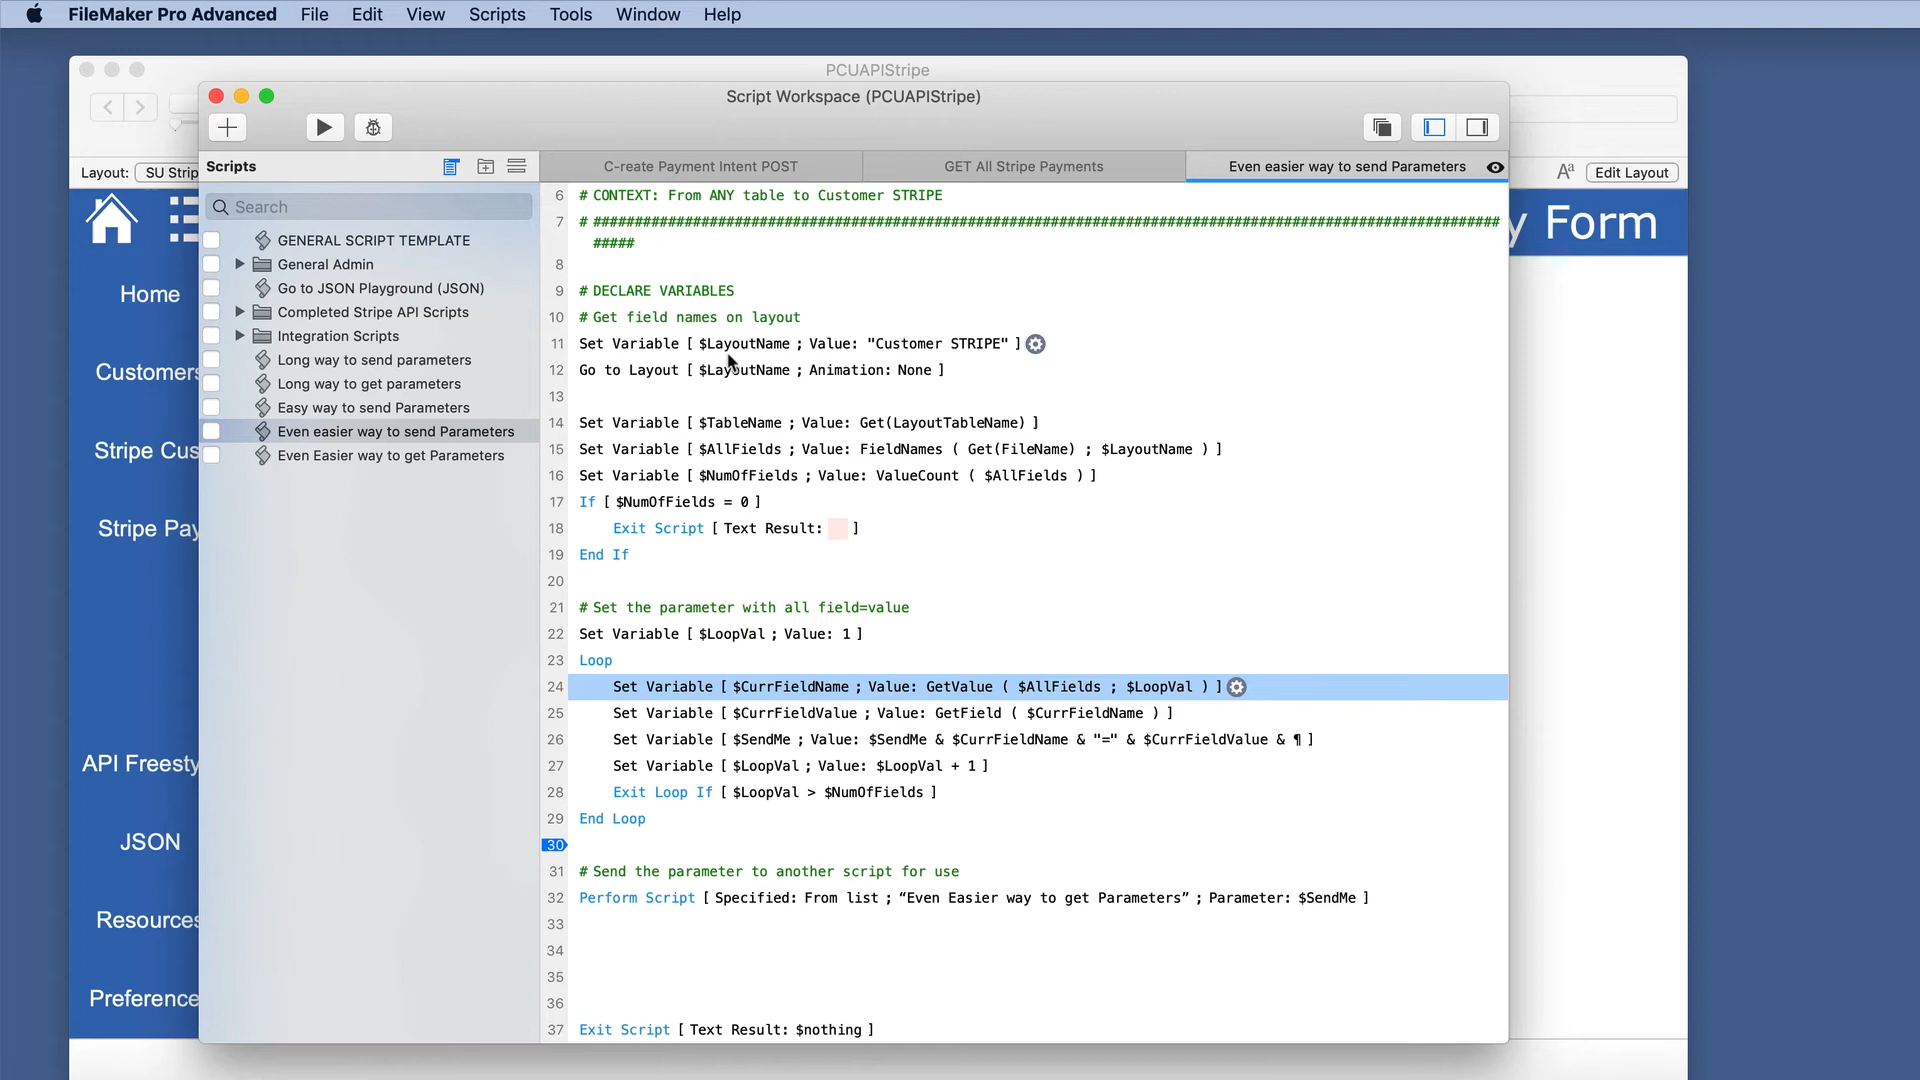 FileMaker Pro Advanced File Edit View Scripts Tools Window Help
PCUAPIStripe
Script Workspace (PCUAPIStripe)
Layout: SU Strip
Edit Layout
y Form
Home
Customers
Stripe Cus
Stripe Pay
API Freesty
JSON
Resources
Preference
Scripts
Search
GENERAL SCRIPT TEMPLATE
General Admin
Go to JSON Playground (JSON)
Completed Stripe API Scripts
Integration Scripts
Long way to send parameters
Long way to get parameters
Easy way to send Parameters
Even easier way to send Parameters
Even Easier way to get Parameters
C-create Payment Intent POST
GET All Stripe Payments
Even easier way to send Parameters
6 # CONTEXT: From ANY table to Customer STRIPE
7 # #############################################################################################################
#####
8
9 # DECLARE VARIABLES
10 # Get field names on layout
11 Set Variable [ $LayoutName ; Value: "Customer STRIPE" ]
12 Go to Layout [ $LayoutName ; Animation: None ]
13
14 Set Variable [ $TableName ; Value: Get(LayoutTableName) ]
15 Set Variable [ $AllFields ; Value: FieldNames ( Get(FileName) ; $LayoutName ) ]
16 Set Variable [ $NumOfFields ; Value: ValueCount ( $AllFields ) ]
17 If [ $NumOfFields = 0 ]
18 Exit Script [ Text Result: ]
19 End If
20
21 # Set the parameter with all field=value
22 Set Variable [ $LoopVal ; Value: 1 ]
23 Loop
24 Set Variable [ $CurrFieldName ; Value: GetValue ( $AllFields ; $LoopVal ) ]
25 Set Variable [ $CurrFieldValue ; Value: GetField ( $CurrFieldName ) ]
26 Set Variable [ $SendMe ; Value: $SendMe & $CurrFieldName & "=" & $CurrFieldValue & ¶ ]
27 Set Variable [ $LoopVal ; Value: $LoopVal + 1 ]
28 Exit Loop If [ $LoopVal > $NumOfFields ]
29 End Loop
30
31 # Send the parameter to another script for use
32 Perform Script [ Specified: From list ; “Even Easier way to get Parameters” ; Parameter: $SendMe ]
33
34
35
36
37 Exit Script [ Text Result: $nothing ]